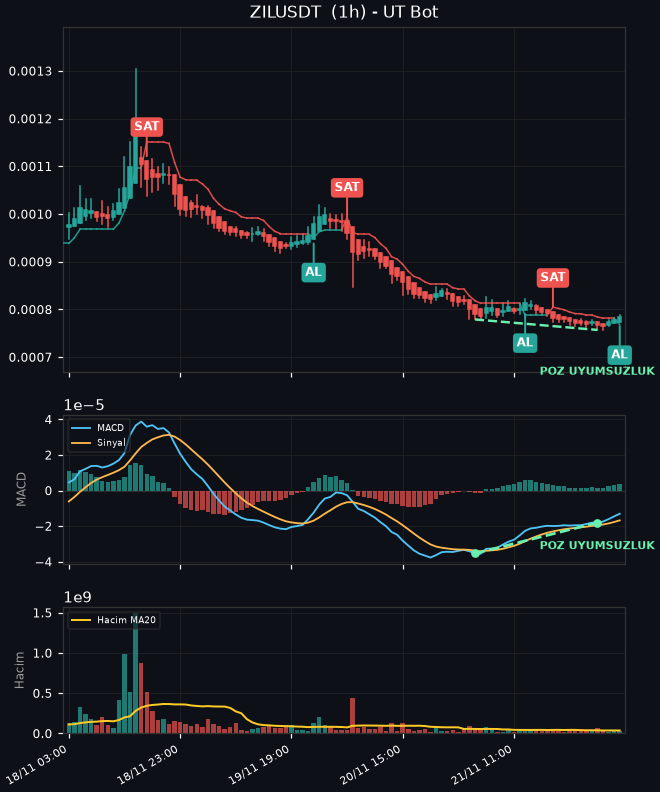 ZILUSDT (1h) - UT Bot
0.0013
0.0012
0.0011
0.0010
0.0009
0.0008
0.0007
SAT
SAT
AL
SAT
AL
AL
POZ UYUMSUZLUK
1e−5
MACD
4
2
0
−2
−4
MACD
Sinyal
POZ UYUMSUZLUK
1e9
Hacim
1.5
1.0
0.5
0.0
Hacim MA20
18/11 03:00
18/11 23:00
19/11 19:00
20/11 15:00
21/11 11:00